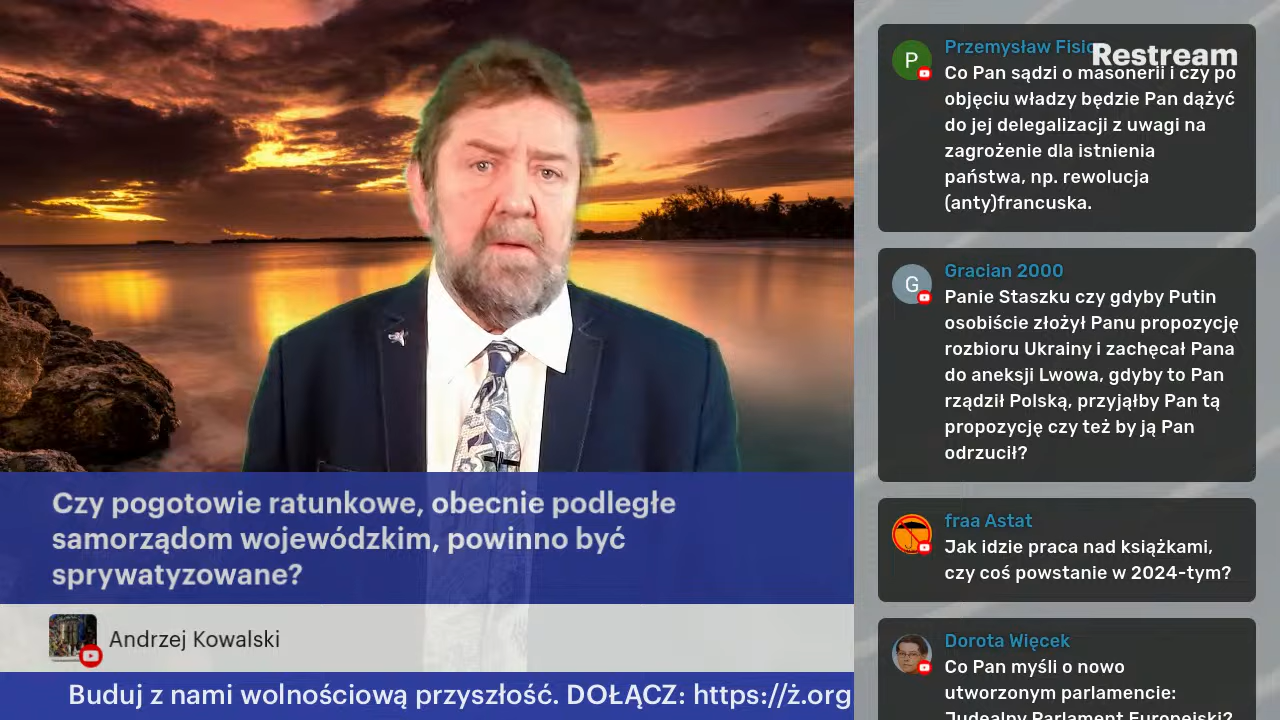 Czy pogotowie ratunkowe, obecnie podległe
samorządom wojewódzkim, powinno być
sprywatyzowane?
Andrzej Kowalski
Buduj z nami wolnościową przyszłość. DOŁĄCZ: https://ż.org
Restream
P
Przemysław Fisio
Co Pan sądzi o masonerii i czy po
objęciu władzy będzie Pan dążyć
do jej delegalizacji z uwagi na
zagrożenie dla istnienia
państwa, np. rewolucja
(anty)francuska.
G
Gracian 2000
Panie Staszku czy gdyby Putin
osobiście złożył Panu propozycję
rozbioru Ukrainy i zachęcał Pana
do aneksji Lwowa, gdyby to Pan
rządził Polską, przyjąłby Pan tą
propozycję czy też by ją Pan
odrzucił?
fraa Astat
Jak idzie praca nad książkami,
czy coś powstanie w 2024-tym?
Dorota Więcek
Co Pan myśli o nowo
utworzonym parlamencie:
Judealny Parlament Europejski?